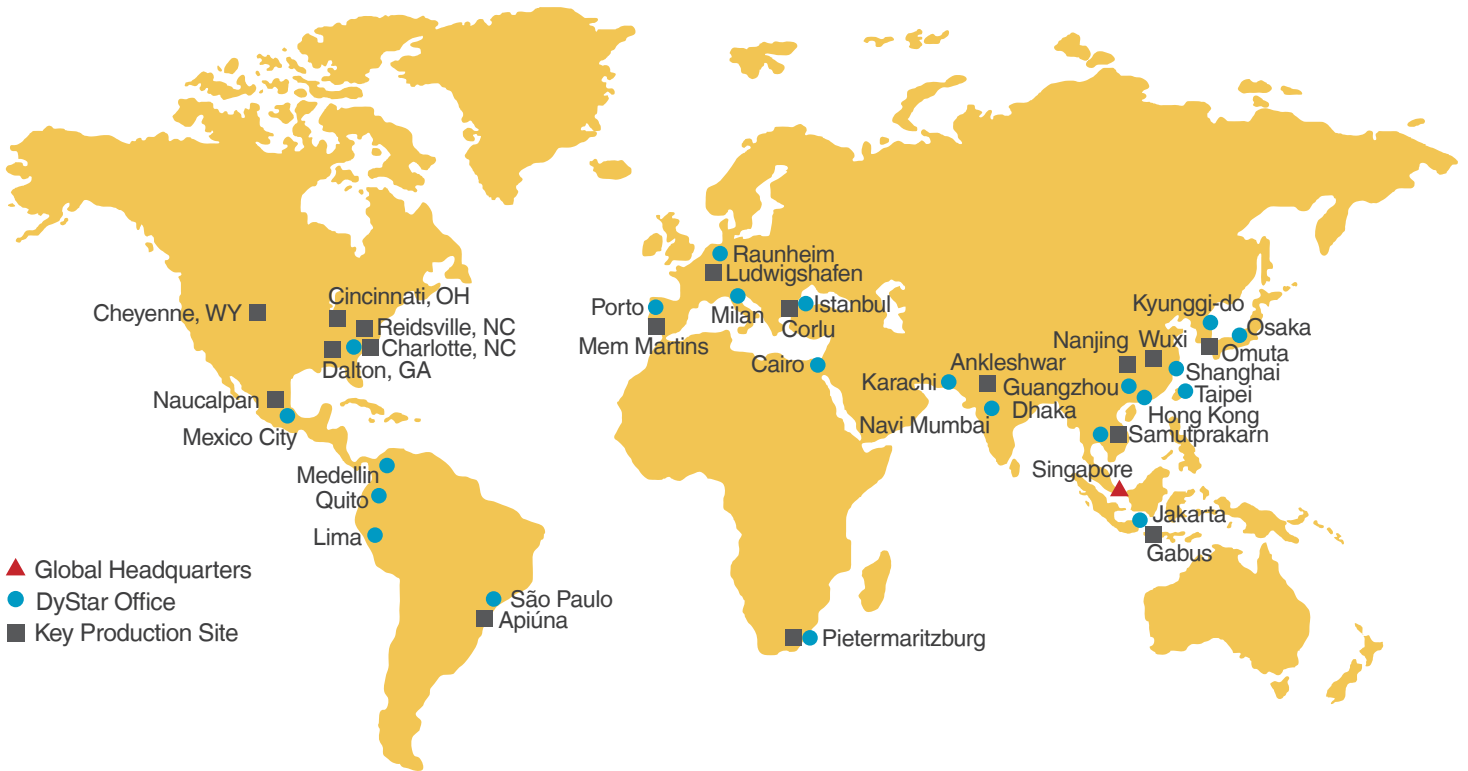 Cheyenne, WY
Cincinnati, OH
Reidsville, NC
Charlotte, NC
Dalton, GA
Naucalpan
Mexico City
Medellin
Quito
Lima
São Paulo
Apiúna
Raunheim
Ludwigshafen
Porto
Milan
Istanbul
Corlu
Mem Martins
Cairo
Karachi
Ankleshwar
Navi Mumbai
Dhaka
Guangzhou
Nanjing
Wuxi
Kyunggi-do
Osaka
Omuta
Shanghai
Taipei
Hong Kong
Samutprakarn
Singapore
Jakarta
Gabus
Pietermaritzburg
Global Headquarters
DyStar Office
Key Production Site